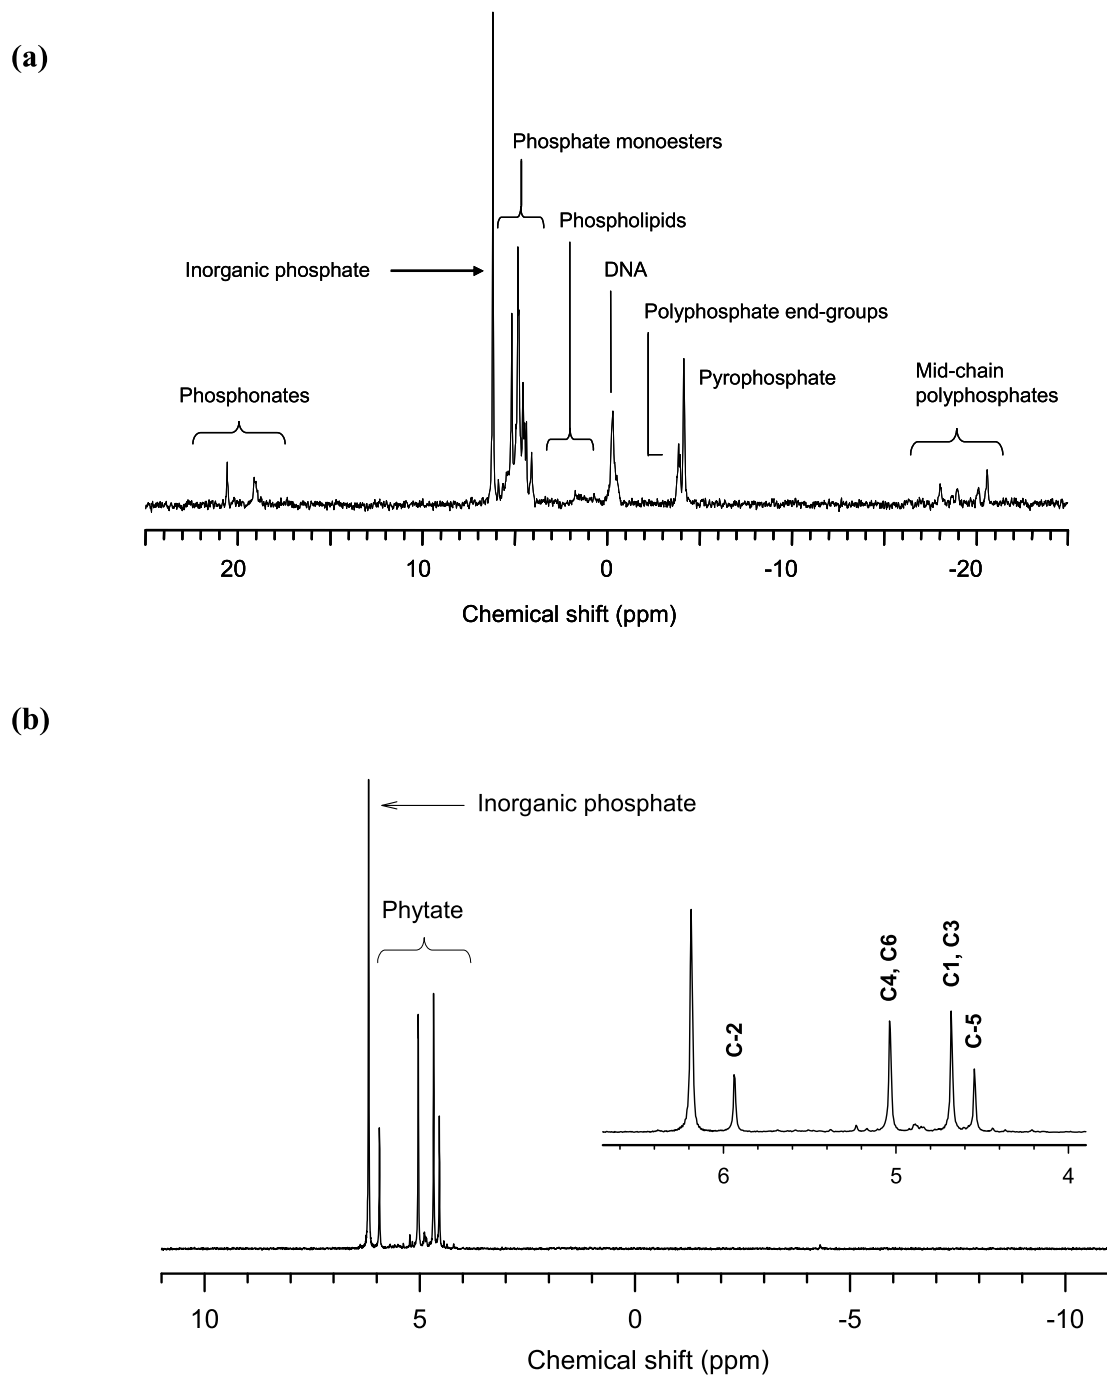 (a)
Phosphate monoesters
Phospholipids
Inorganic phosphate
DNA
Polyphosphate end-groups
Pyrophosphate
Mid-chain
polyphosphates
Phosphonates
20 10 0 -10 -20
Chemical shift (ppm)
(b)
Inorganic phosphate
Phytate
C-2
C4, C6
C1, C3
C-5
6 5 4
10 5 0 -5 -10
Chemical shift (ppm)